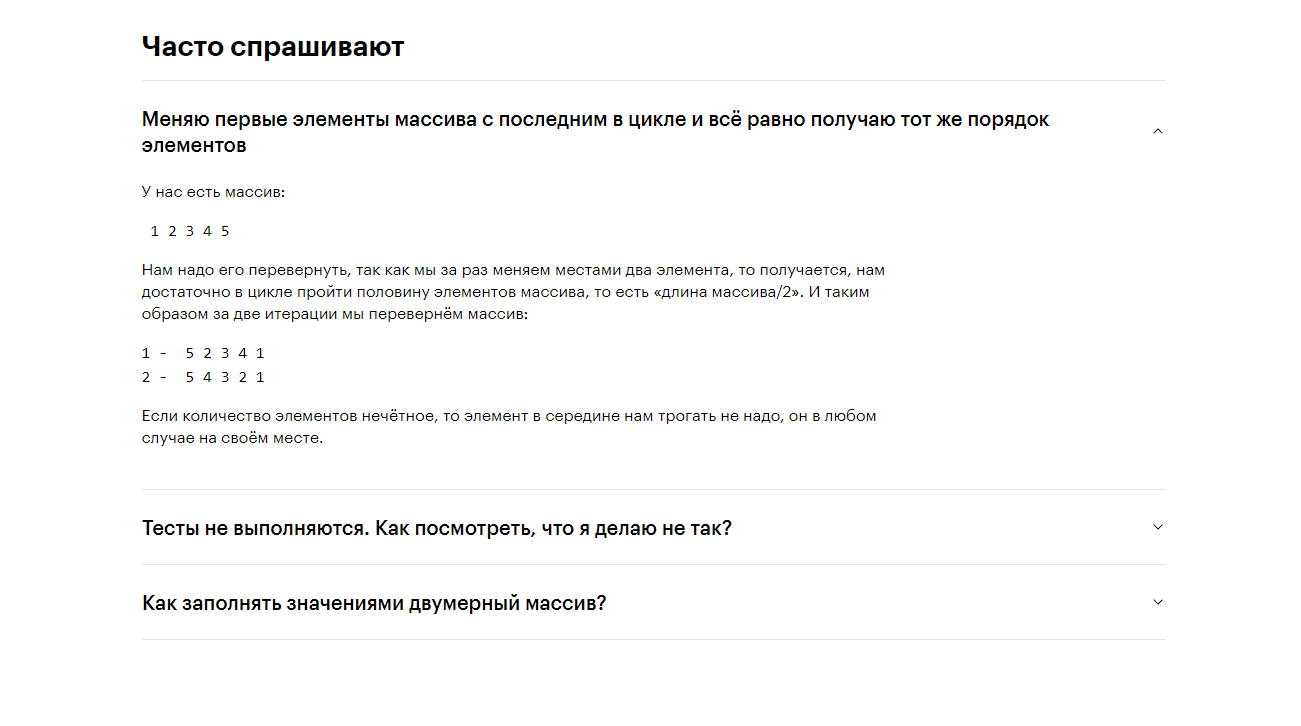 Часто спрашивают
Меняю первые элементы массива с последним в цикле и всё равно получаю тот же порядок
элементов
У нас есть массив:
1 2 3 4 5
Нам надо его перевернуть, так как мы за раз меняем местами два элемента, то получается, нам
достаточно в цикле пройти половину элементов массива, то есть «длина массива/2». И таким
образом за две итерации мы перевернём массив:
1 -  5 2 3 4 1
2 -  5 4 3 2 1
Если количество элементов нечётное, то элемент в середине нам трогать не надо, он в любом
случае на своём месте.
Тесты не выполняются. Как посмотреть, что я делаю не так?
Как заполнять значениями двумерный массив?